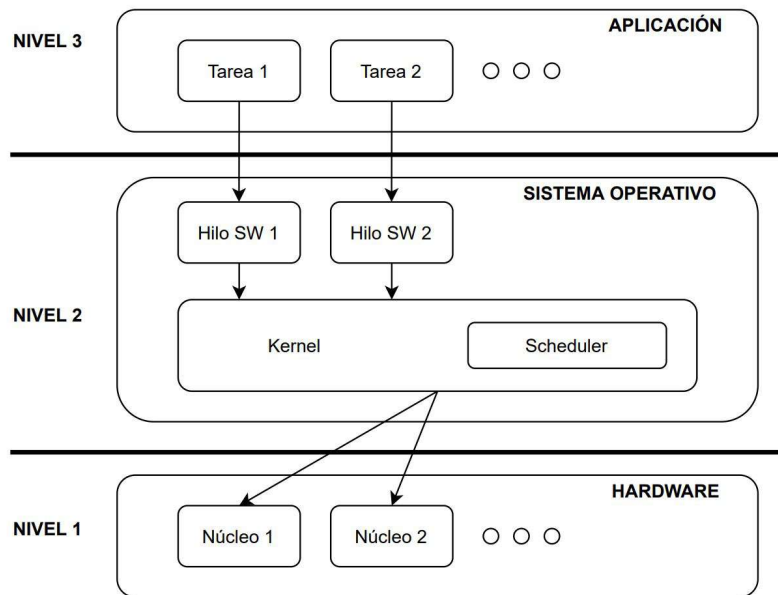 APLICACIÓN
NIVEL 3
Tarea 1
Tarea 2
SISTEMA OPERATIVO
Hilo SW 1
Hilo SW 2
NIVEL 2
Kernel
Scheduler
HARDWARE
NIVEL 1
Núcleo 1
Núcleo 2